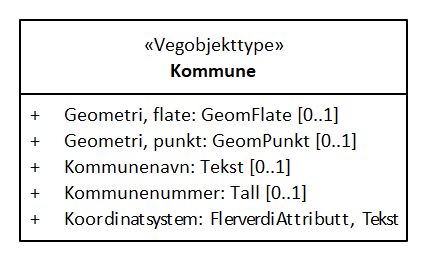 «Vegobjekttype»
Kommune
+ Geometri, flate: GeomFlate [0..1]
+ Geometri, punkt: GeomPunkt [0..1]
+ Kommunenavn: Tekst [0..1]
+ Kommunenummer: Tall [0..1]
+ Koordinatsystem: FlerverdiAttributt, Tekst